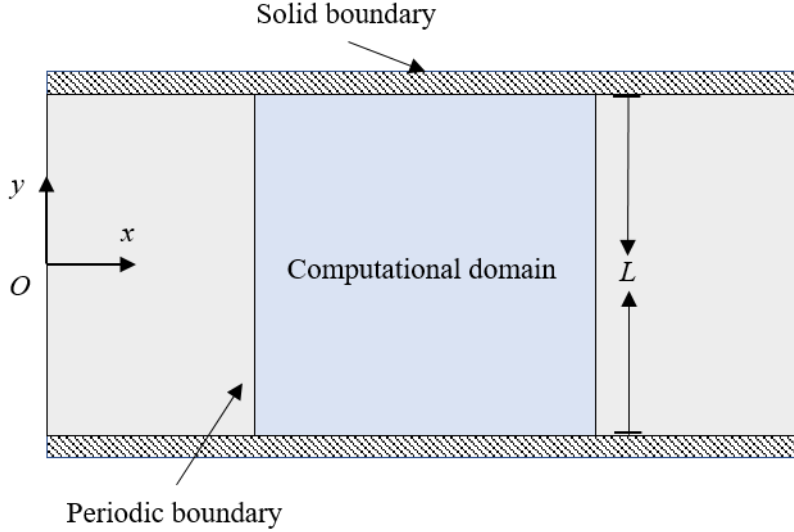 Solid boundary
y
x
O
Computational domain
L
Periodic boundary